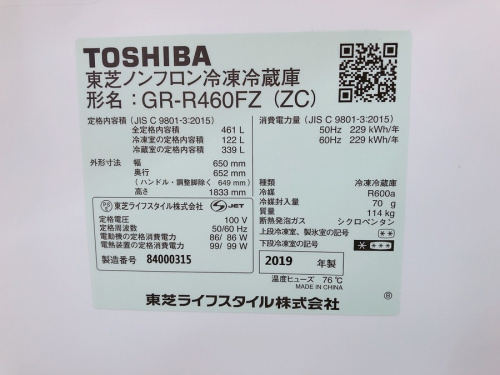 TOSHIBA
東芝ノンフロン冷凍冷蔵庫
形名：GR-R460FZ (ZC)
定格内容積 (JIS C 9801-3:2015)
全定格内容積 461 L
冷凍室の定格内容積 122 L
冷蔵室の定格内容積 339 L
外形寸法 幅 650 mm
奥行 652 mm
(ハンドル・調整脚除く 649 mm)
高さ 1833 mm
PS E 東芝ライフスタイル株式会社 S-JET
定格電圧 100 V
定格周波数 50/60 Hz
電動機の定格消費電力 86/ 86 W
電熱装置の定格消費電力 99/ 99 W
製造番号 84000315
消費電力量 (JIS C 9801-3:2015)
50Hz 229 kWh/年
60Hz 229 kWh/年
種類 冷凍冷蔵庫
冷媒 R600a
冷媒封入量 70 g
質量 114 kg
断熱発泡ガス シクロペンタン
上段冷凍室、製氷室の記号
下段冷凍室の記号
2019 年製
温度ヒューズ 76℃
MADE IN CHINA
東芝ライフスタイル株式会社
Ⓑ